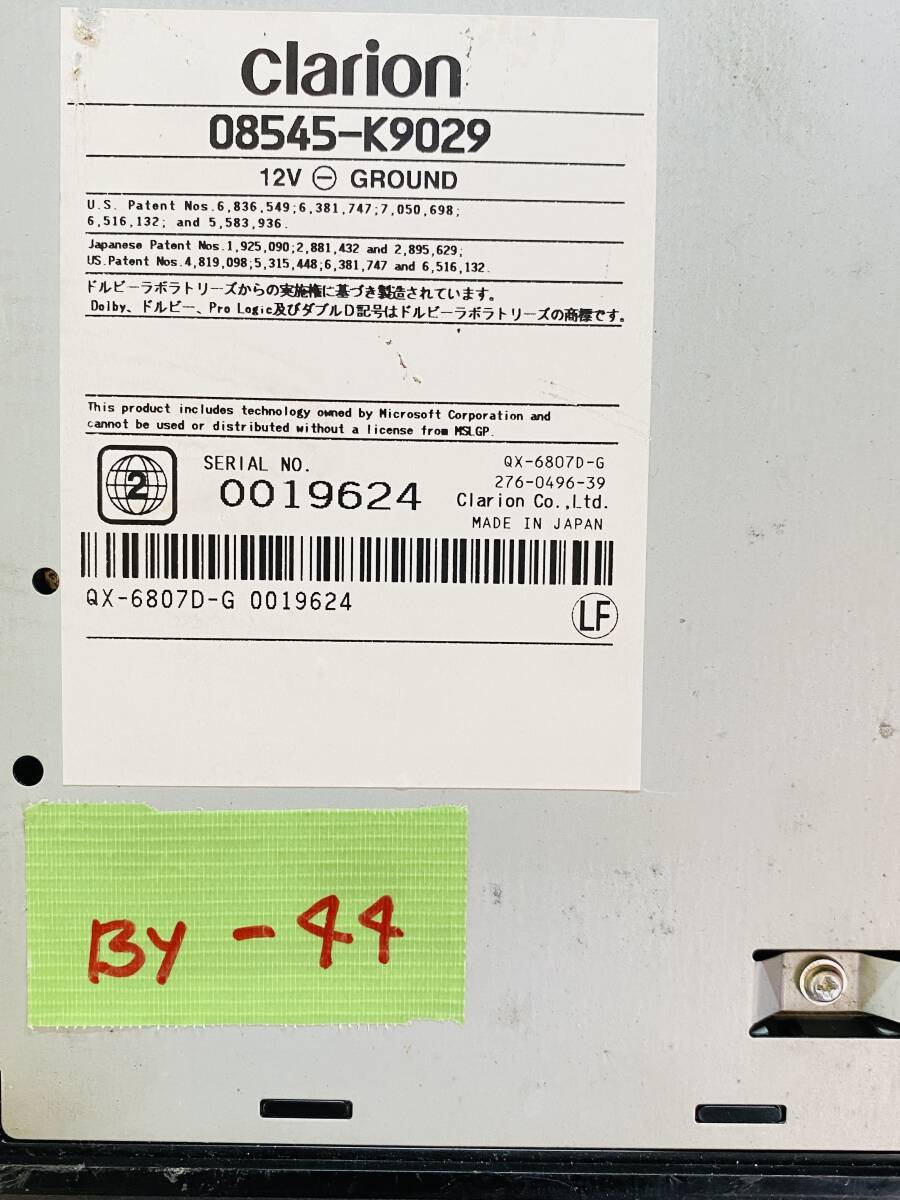 clarion
08545-K9029
12V ⊖ GROUND
U.S. Patent Nos.6,836,549;6,381,747;7,050,698;
6,516,132; and 5,583,936.
Japanese Patent Nos.1,925,090;2,881,432 and 2,895,629;
US.Patent Nos.4,819,098;5,315,448;6,381,747 and 6,516,132.
ドルビーラボラトリーズからの実施権に基づき製造されています。
Dolby、ドルビー、Pro Logic及びダブルD記号はドルビーラボラトリーズの商標です。
This product includes technology owned by Microsoft Corporation and
cannot be used or distributed without a license from MSLGP.
2
SERIAL NO.
0019624
QX-6807D-G
276-0496-39
Clarion Co.,Ltd.
MADE IN JAPAN
QX-6807D-G 0019624
LF
BY-44